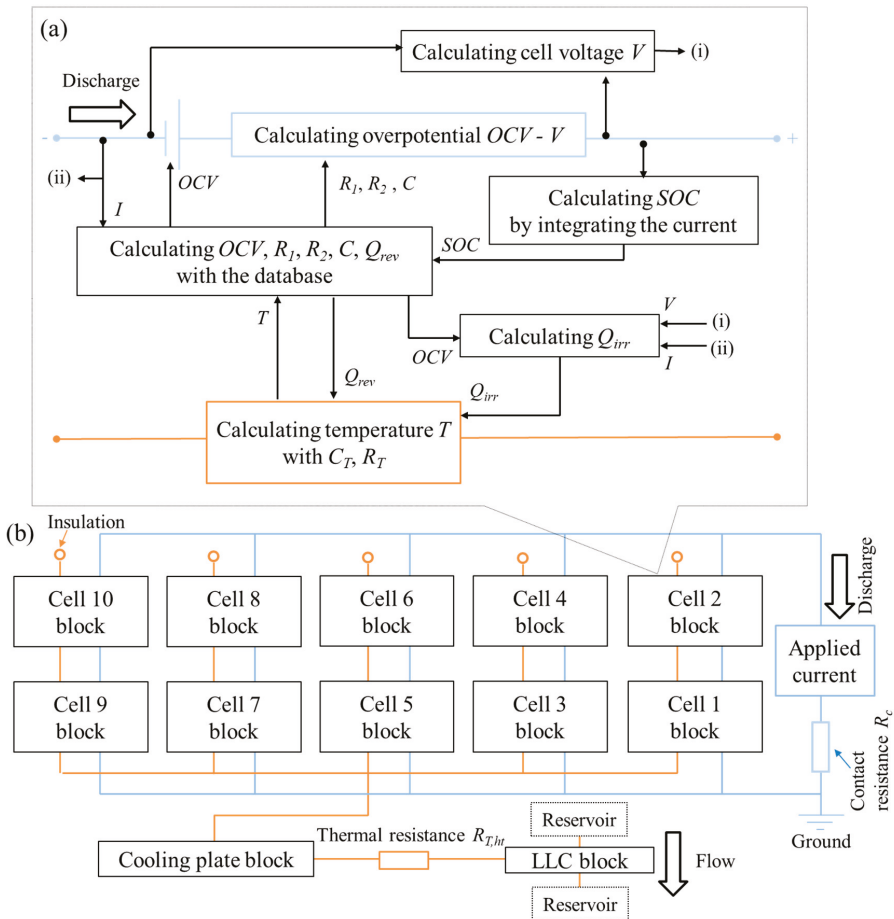 (a)
Calculating cell voltage V
(i)
Discharge
-
Calculating overpotential OCV - V
+
(ii)
OCV
R1, R2 , C
I
Calculating SOC
by integrating the current
Calculating OCV, R1, R2, C, Qrev
with the database
SOC
T
V
(i)
Calculating Qirr
(ii)
OCV
I
Qrev
Qirr
Calculating temperature T
with CT, RT
(b)
Insulation
Discharge
Cell 10
block
Cell 8
block
Cell 6
block
Cell 4
block
Cell 2
block
Applied
current
Cell 9
block
Cell 7
block
Cell 5
block
Cell 3
block
Cell 1
block
Contact
resistance Rc
Ground
Reservoir
Thermal resistance RT,ht
Cooling plate block
LLC block
Flow
Reservoir